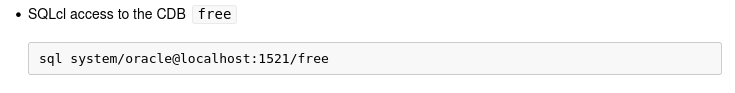 • SQLcl access to the CDB free
sql system/oracle@localhost:1521/free